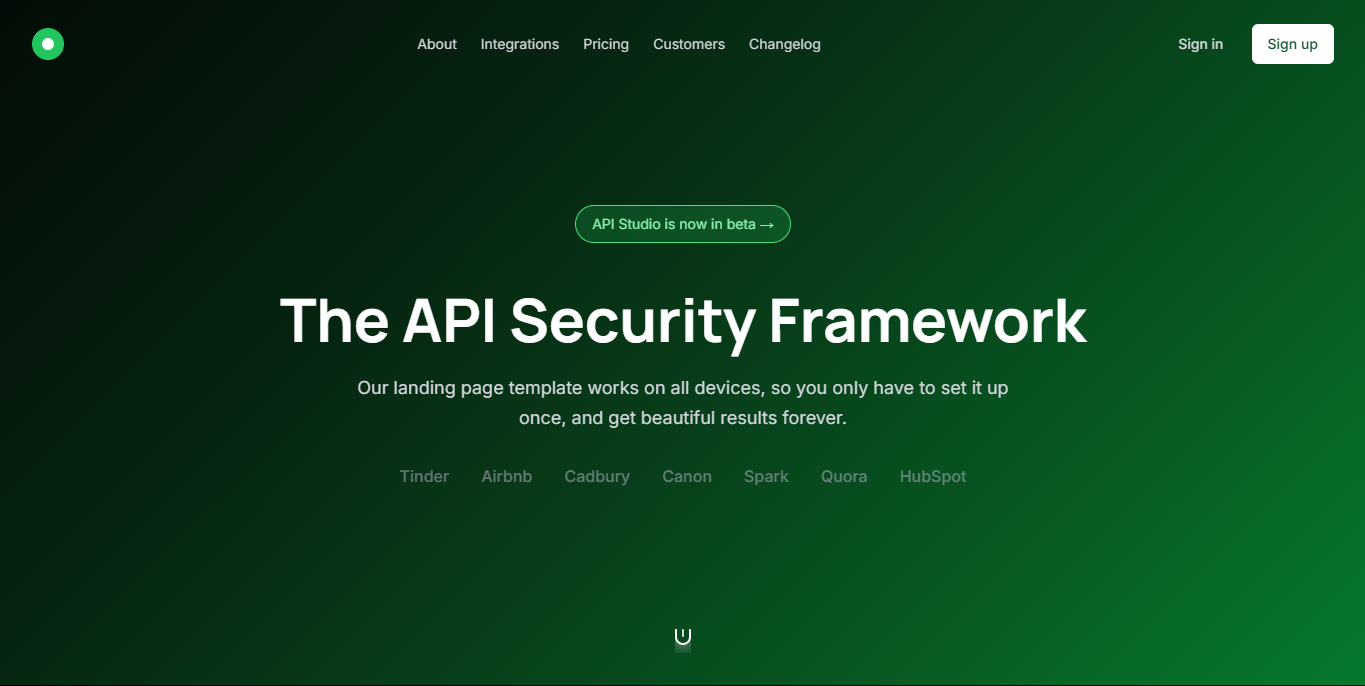 About Integrations Pricing Customers Changelog Sign in Sign up
API Studio is now in beta →
The API Security Framework
Our landing page template works on all devices, so you only have to set it up
once, and get beautiful results forever.
Tinder Airbnb Cadbury Canon Spark Quora HubSpot